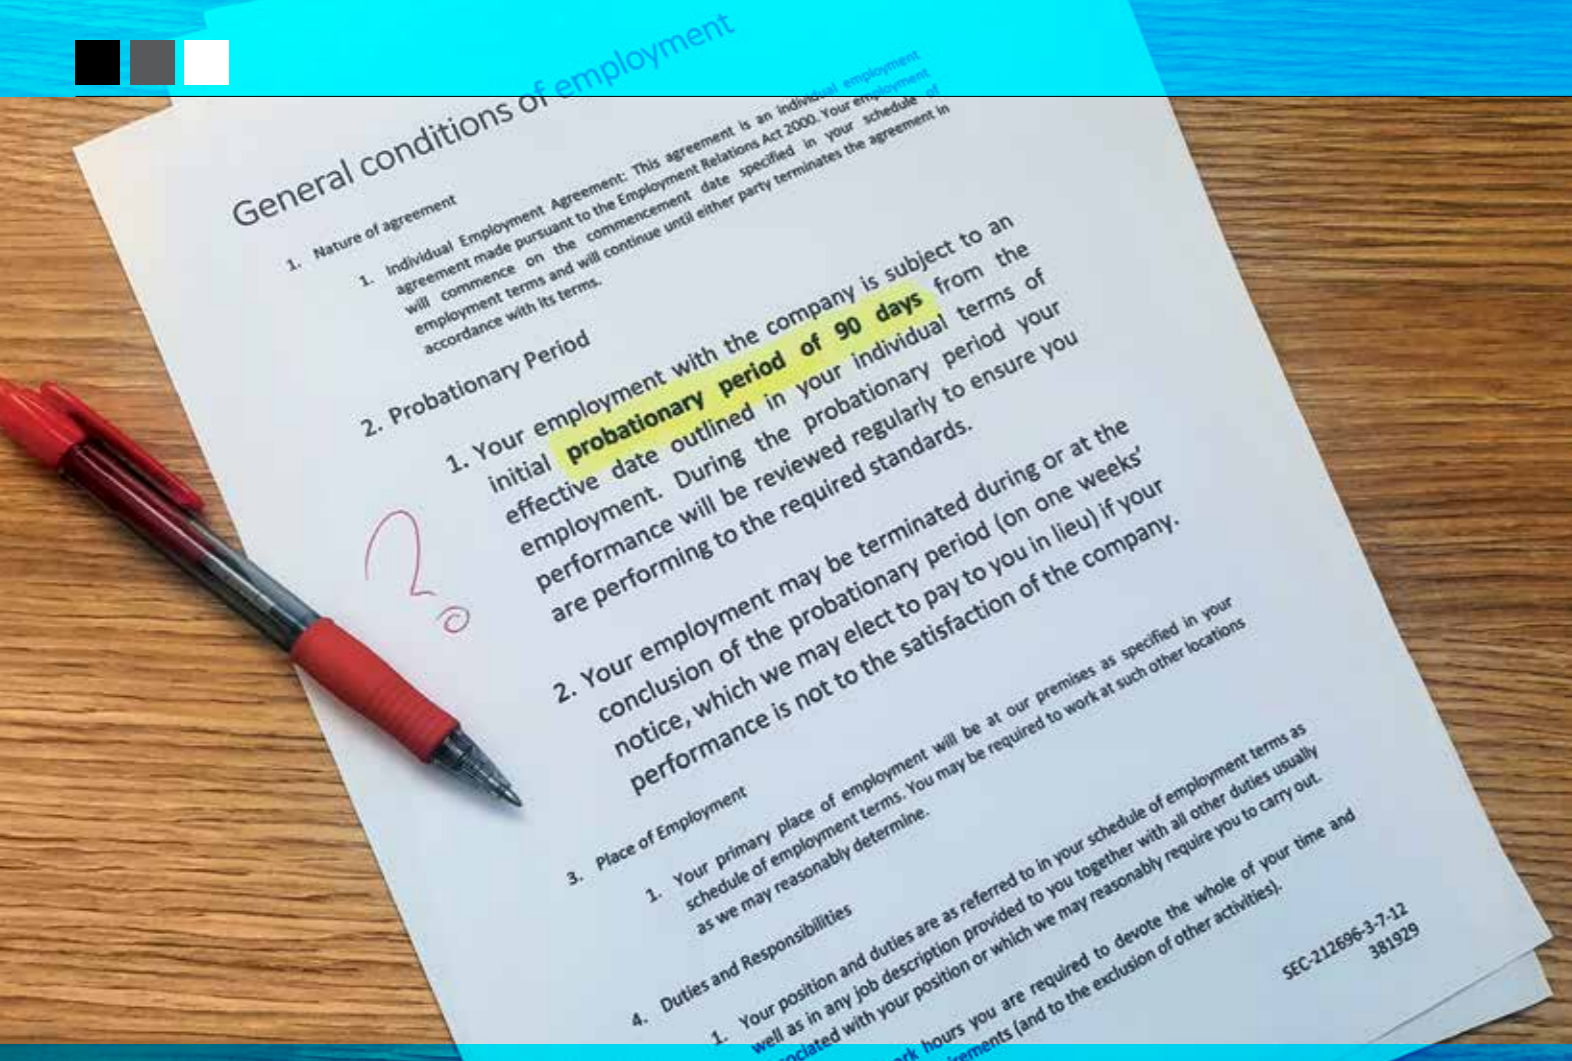 General conditions of employment
1. Nature of agreement
1. Individual Employment Agreement: This agreement is an individual employment
agreement made pursuant to the Employment Relations Act 2000. Your employment
will commence on the commencement date specified in your schedule of
employment terms and will continue until either party terminates the agreement in
accordance with its terms.
2. Probationary Period
1. Your employment with the company is subject to an
initial probationary period of 90 days from the
effective date outlined in your individual terms of
employment. During the probationary period your
performance will be reviewed regularly to ensure you
are performing to the required standards.
?
2. Your employment may be terminated during or at the
conclusion of the probationary period (on one weeks'
notice, which we may elect to pay to you in lieu) if your
performance is not to the satisfaction of the company.
3. Place of Employment
1. Your primary place of employment will be at our premises as specified in your
schedule of employment terms. You may be required to work at such other locations
as we may reasonably determine.
4. Duties and Responsibilities
1. Your position and duties are as referred to in your schedule of employment terms as
well as in any job description provided to you together with all other duties usually
ociated with your position or which we may reasonably require you to carry out.
rk hours you are required to devote the whole of your time and
irements (and to the exclusion of other activities).
SEC-212696-3-7-12
381929